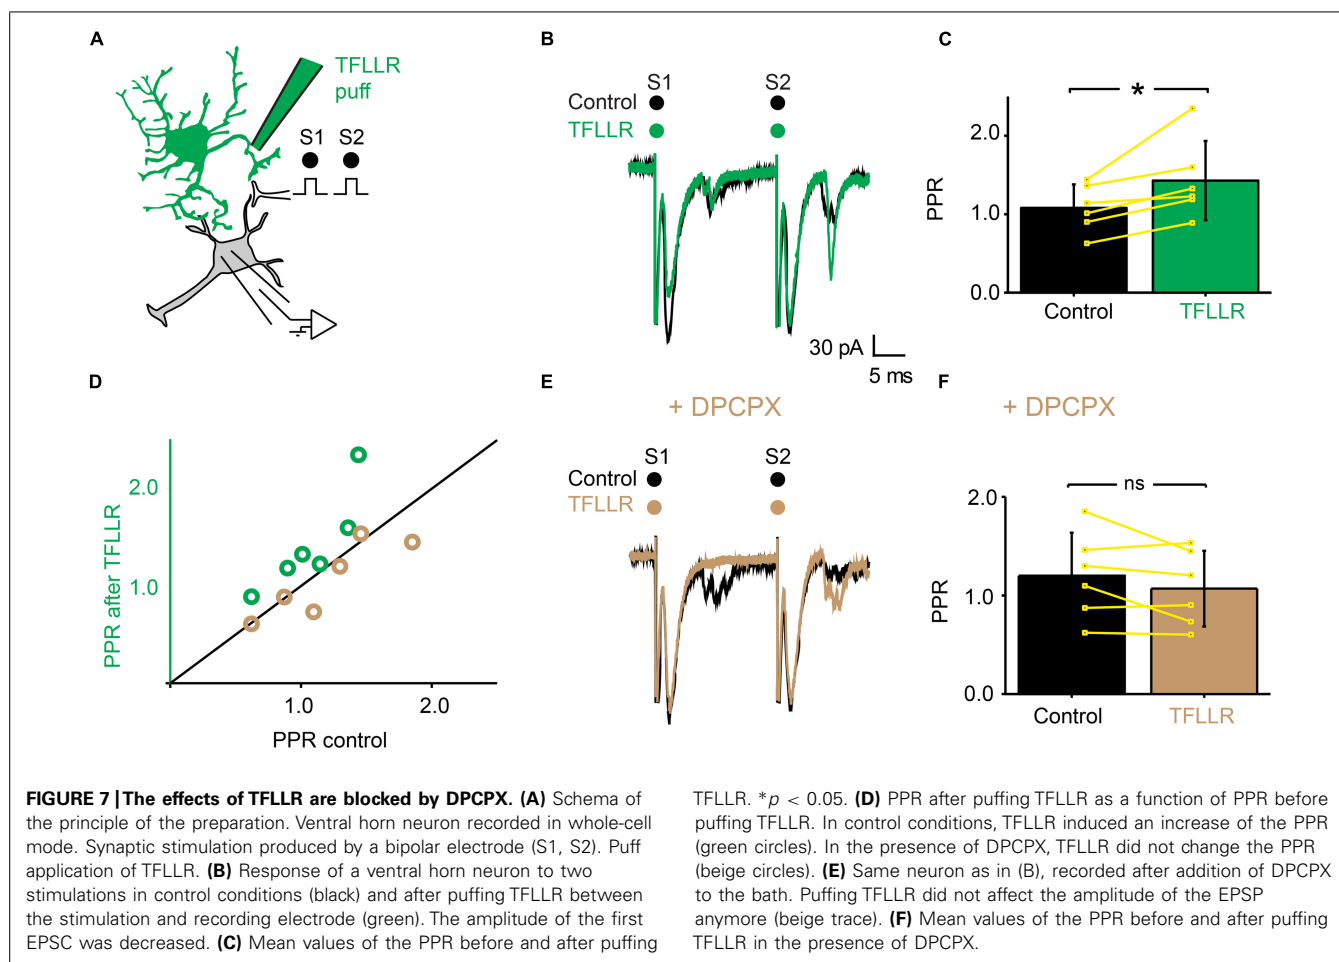 A
TFLLR
puff
S1 S2
B
S1 S2
Control
TFLLR
30 pA
5 ms
C
*
PPR
2.0
1.0
0.0
Control TFLLR
D
PPR after TFLLR
2.0
1.0
1.0 2.0
PPR control
E
+ DPCPX
S1 S2
Control
TFLLR
F
+ DPCPX
ns
PPR
2.0
1.0
0.0
Control TFLLR
FIGURE 7 | The effects of TFLLR are blocked by DPCPX. (A) Schema of
the principle of the preparation. Ventral horn neuron recorded in whole-cell
mode. Synaptic stimulation produced by a bipolar electrode (S1, S2). Puff
application of TFLLR. (B) Response of a ventral horn neuron to two
stimulations in control conditions (black) and after puffing TFLLR between
the stimulation and recording electrode (green). The amplitude of the first
EPSC was decreased. (C) Mean values of the PPR before and after puffing
TFLLR. *p < 0.05. (D) PPR after puffing TFLLR as a function of PPR before
puffing TFLLR. In control conditions, TFLLR induced an increase of the PPR
(green circles). In the presence of DPCPX, TFLLR did not change the PPR
(beige circles). (E) Same neuron as in (B), recorded after addition of DPCPX
to the bath. Puffing TFLLR did not affect the amplitude of the EPSP
anymore (beige trace). (F) Mean values of the PPR before and after puffing
TFLLR in the presence of DPCPX.